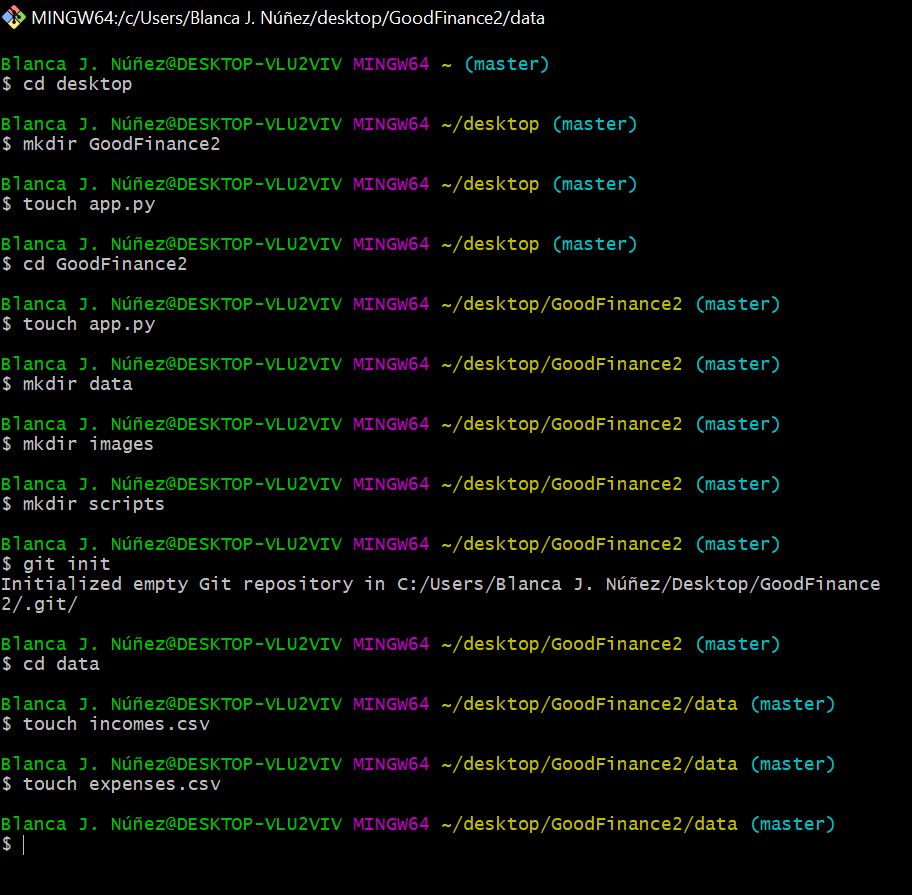 MINGW64:/c/Users/Blanca J. Núñez/desktop/GoodFinance2/data
Blanca J. Núñez@DESKTOP-VLU2VIV MINGW64 ~ (master)
$ cd desktop
Blanca J. Núñez@DESKTOP-VLU2VIV MINGW64 ~/desktop (master)
$ mkdir GoodFinance2
Blanca J. Núñez@DESKTOP-VLU2VIV MINGW64 ~/desktop (master)
$ touch app.py
Blanca J. Núñez@DESKTOP-VLU2VIV MINGW64 ~/desktop (master)
$ cd GoodFinance2
Blanca J. Núñez@DESKTOP-VLU2VIV MINGW64 ~/desktop/GoodFinance2 (master)
$ touch app.py
Blanca J. Núñez@DESKTOP-VLU2VIV MINGW64 ~/desktop/GoodFinance2 (master)
$ mkdir data
Blanca J. Núñez@DESKTOP-VLU2VIV MINGW64 ~/desktop/GoodFinance2 (master)
$ mkdir images
Blanca J. Núñez@DESKTOP-VLU2VIV MINGW64 ~/desktop/GoodFinance2 (master)
$ mkdir scripts
Blanca J. Núñez@DESKTOP-VLU2VIV MINGW64 ~/desktop/GoodFinance2 (master)
$ git init
Initialized empty Git repository in C:/Users/Blanca J. Núñez/Desktop/GoodFinance
2/.git/
Blanca J. Núñez@DESKTOP-VLU2VIV MINGW64 ~/desktop/GoodFinance2 (master)
$ cd data
Blanca J. Núñez@DESKTOP-VLU2VIV MINGW64 ~/desktop/GoodFinance2/data (master)
$ touch incomes.csv
Blanca J. Núñez@DESKTOP-VLU2VIV MINGW64 ~/desktop/GoodFinance2/data (master)
$ touch expenses.csv
Blanca J. Núñez@DESKTOP-VLU2VIV MINGW64 ~/desktop/GoodFinance2/data (master)
$